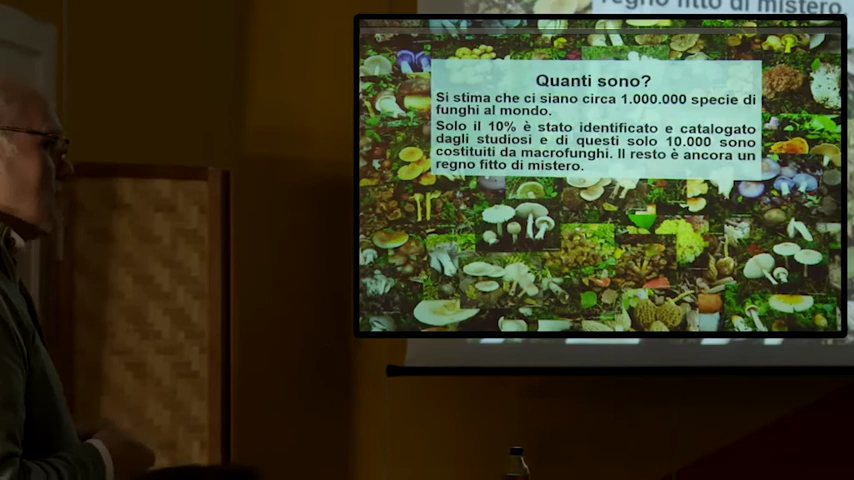 regno fitto di mistero.
Quanti sono?
Si stima che ci siano circa 1.000.000 specie di
funghi al mondo.
Solo il 10% è stato identificato e catalogato
dagli studiosi e di questi solo 10.000 sono
costituiti da macrofunghi. Il resto è ancora un
regno fitto di mistero.